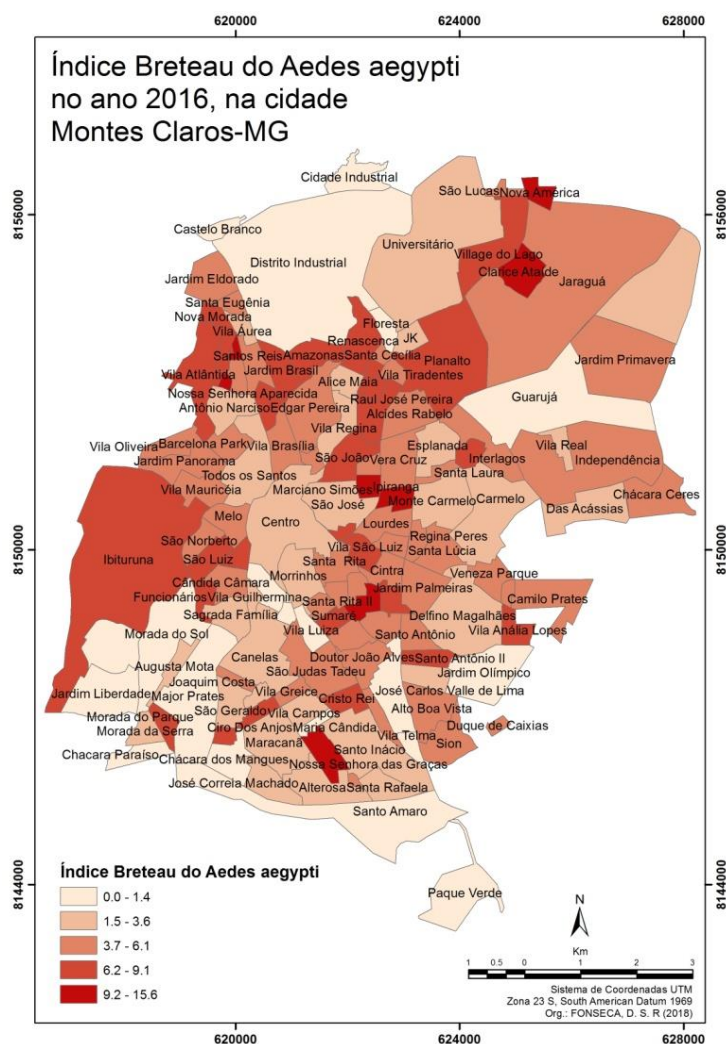 620000 624000 628000
Índice Breteau do Aedes aegypti
no ano 2016, na cidade
Montes Claros-MG
Cidade Industrial
São Lucas Nova América
8156000 8156000
Castelo Branco
Universitário
Distrito Industrial
Village do Lago
Clarice Ataíde
Jaraguá
Jardim Eldorado
Santa Eugênia
Nova Morada
Vila Áurea
Floresta
Renascença JK
Santos Reis Amazonas Santa Cecília Planalto
Jardim Primavera
Vila Atlântida Jardim Brasil Vila Tiradentes
Alice Maia
Nossa Senhora Aparecida Raul José Pereira
Guarujá
Antônio Narciso Edgar Pereira Alcides Rabelo
Vila Regina
Vila Oliveira Barcelona Park Vila Brasília Esplanada Vila Real
Jardim Panorama São João Vera Cruz Interlagos Independência
Todos os Santos Santa Laura
Vila Mauricéia Marciano Simões Ipiranga
Monte Carmelo Carmelo Chácara Ceres
São José Das Acássias
Melo Centro Lourdes
São Norberto Vila São Luiz Regina Peres
8150000 8150000
Ibituruna São Luiz Santa Rita Santa Lúcia
Cândida Câmara Morrinhos Cintra Veneza Parque
Funcionários Vila Guilhermina Santa Rita II Jardim Palmeiras Camilo Prates
Sagrada Família Sumaré Delfino Magalhães
Morada do Sol Vila Luiza Santo Antônio Vila Anália Lopes
Augusta Mota Canelas Doutor João Alves Santo Antônio II
Joaquim Costa São Judas Tadeu Jardim Olímpico
Jardim Liberdade Major Prates Vila Greice José Carlos Valle de Lima
Cristo Rei Alto Boa Vista
Morada do Parque São Geraldo Vila Campos
Morada da Serra Ciro Dos Anjos Maria Cândida Vila Telma Duque de Caixias
Maracanã Santo Inácio Sion
Chacara Paraíso Chácara dos Mangues Nossa Senhora das Graças
José Correia Machado Alterosa Santa Rafaela
Santo Amaro
Índice Breteau do Aedes aegypti
8144000 8144000
0.0 - 1.4
1.5 - 3.6
3.7 - 6.1
6.2 - 9.1
9.2 - 15.6
Paque Verde
N
Km
1 0.5 0 1 2 3
Sistema de Coordenadas UTM
Zona 23 S, South American Datum 1969
Org.: FONSECA, D. S. R (2018)
620000 624000 628000